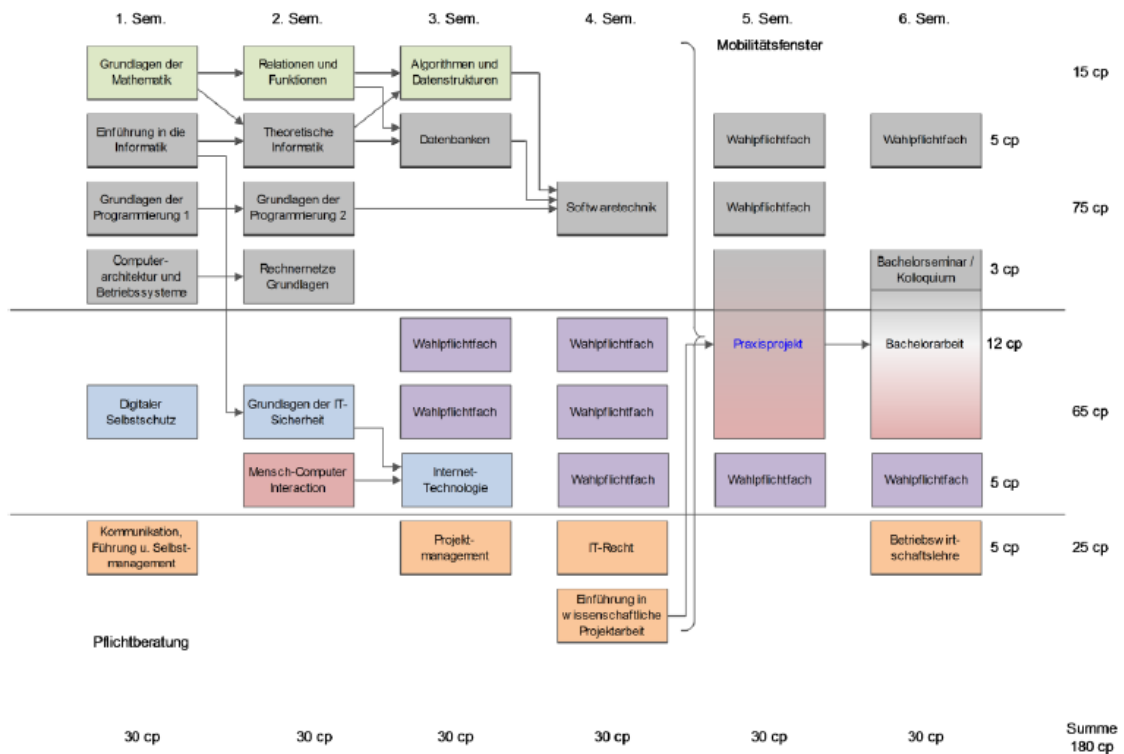 1. Sem.
2. Sem.
3. Sem.
4. Sem.
5. Sem.
6. Sem.
Mobilitätsfenster
Grundlagen der
Mathematik
Relationen und
Funktionen
Algorithmen und
Datenstrukturen
15 cp
Einführung in die
Informatik
Theoretische
Informatik
Datenbanken
Wahlpflichtfach
Wahlpflichtfach
5 cp
Grundlagen der
Programmierung 1
Grundlagen der
Programmierung 2
Softwaretechnik
Wahlpflichtfach
75 cp
Computer-
architektur und
Betriebssysteme
Rechnernetze
Grundlagen
Bachelorseminar /
Kolloquium
3 cp
Wahlpflichtfach
Wahlpflichtfach
Praxisprojekt
Bachelorarbeit
12 cp
Digitaler
Selbstschutz
Grundlagen der IT-
Sicherheit
Wahlpflichtfach
Wahlpflichtfach
65 cp
Mensch-Computer
Interaction
Internet-
Technologie
Wahlpflichtfach
Wahlpflichtfach
Wahlpflichtfach
5 cp
Kommunikation,
Führung u. Selbst-
management
Projekt-
management
IT-Recht
Betriebswirt-
schaftslehre
5 cp
25 cp
Einführung in
wissenschaftliche
Projektarbeit
Pflichtberatung
30 cp
30 cp
30 cp
30 cp
30 cp
30 cp
Summe
180 cp